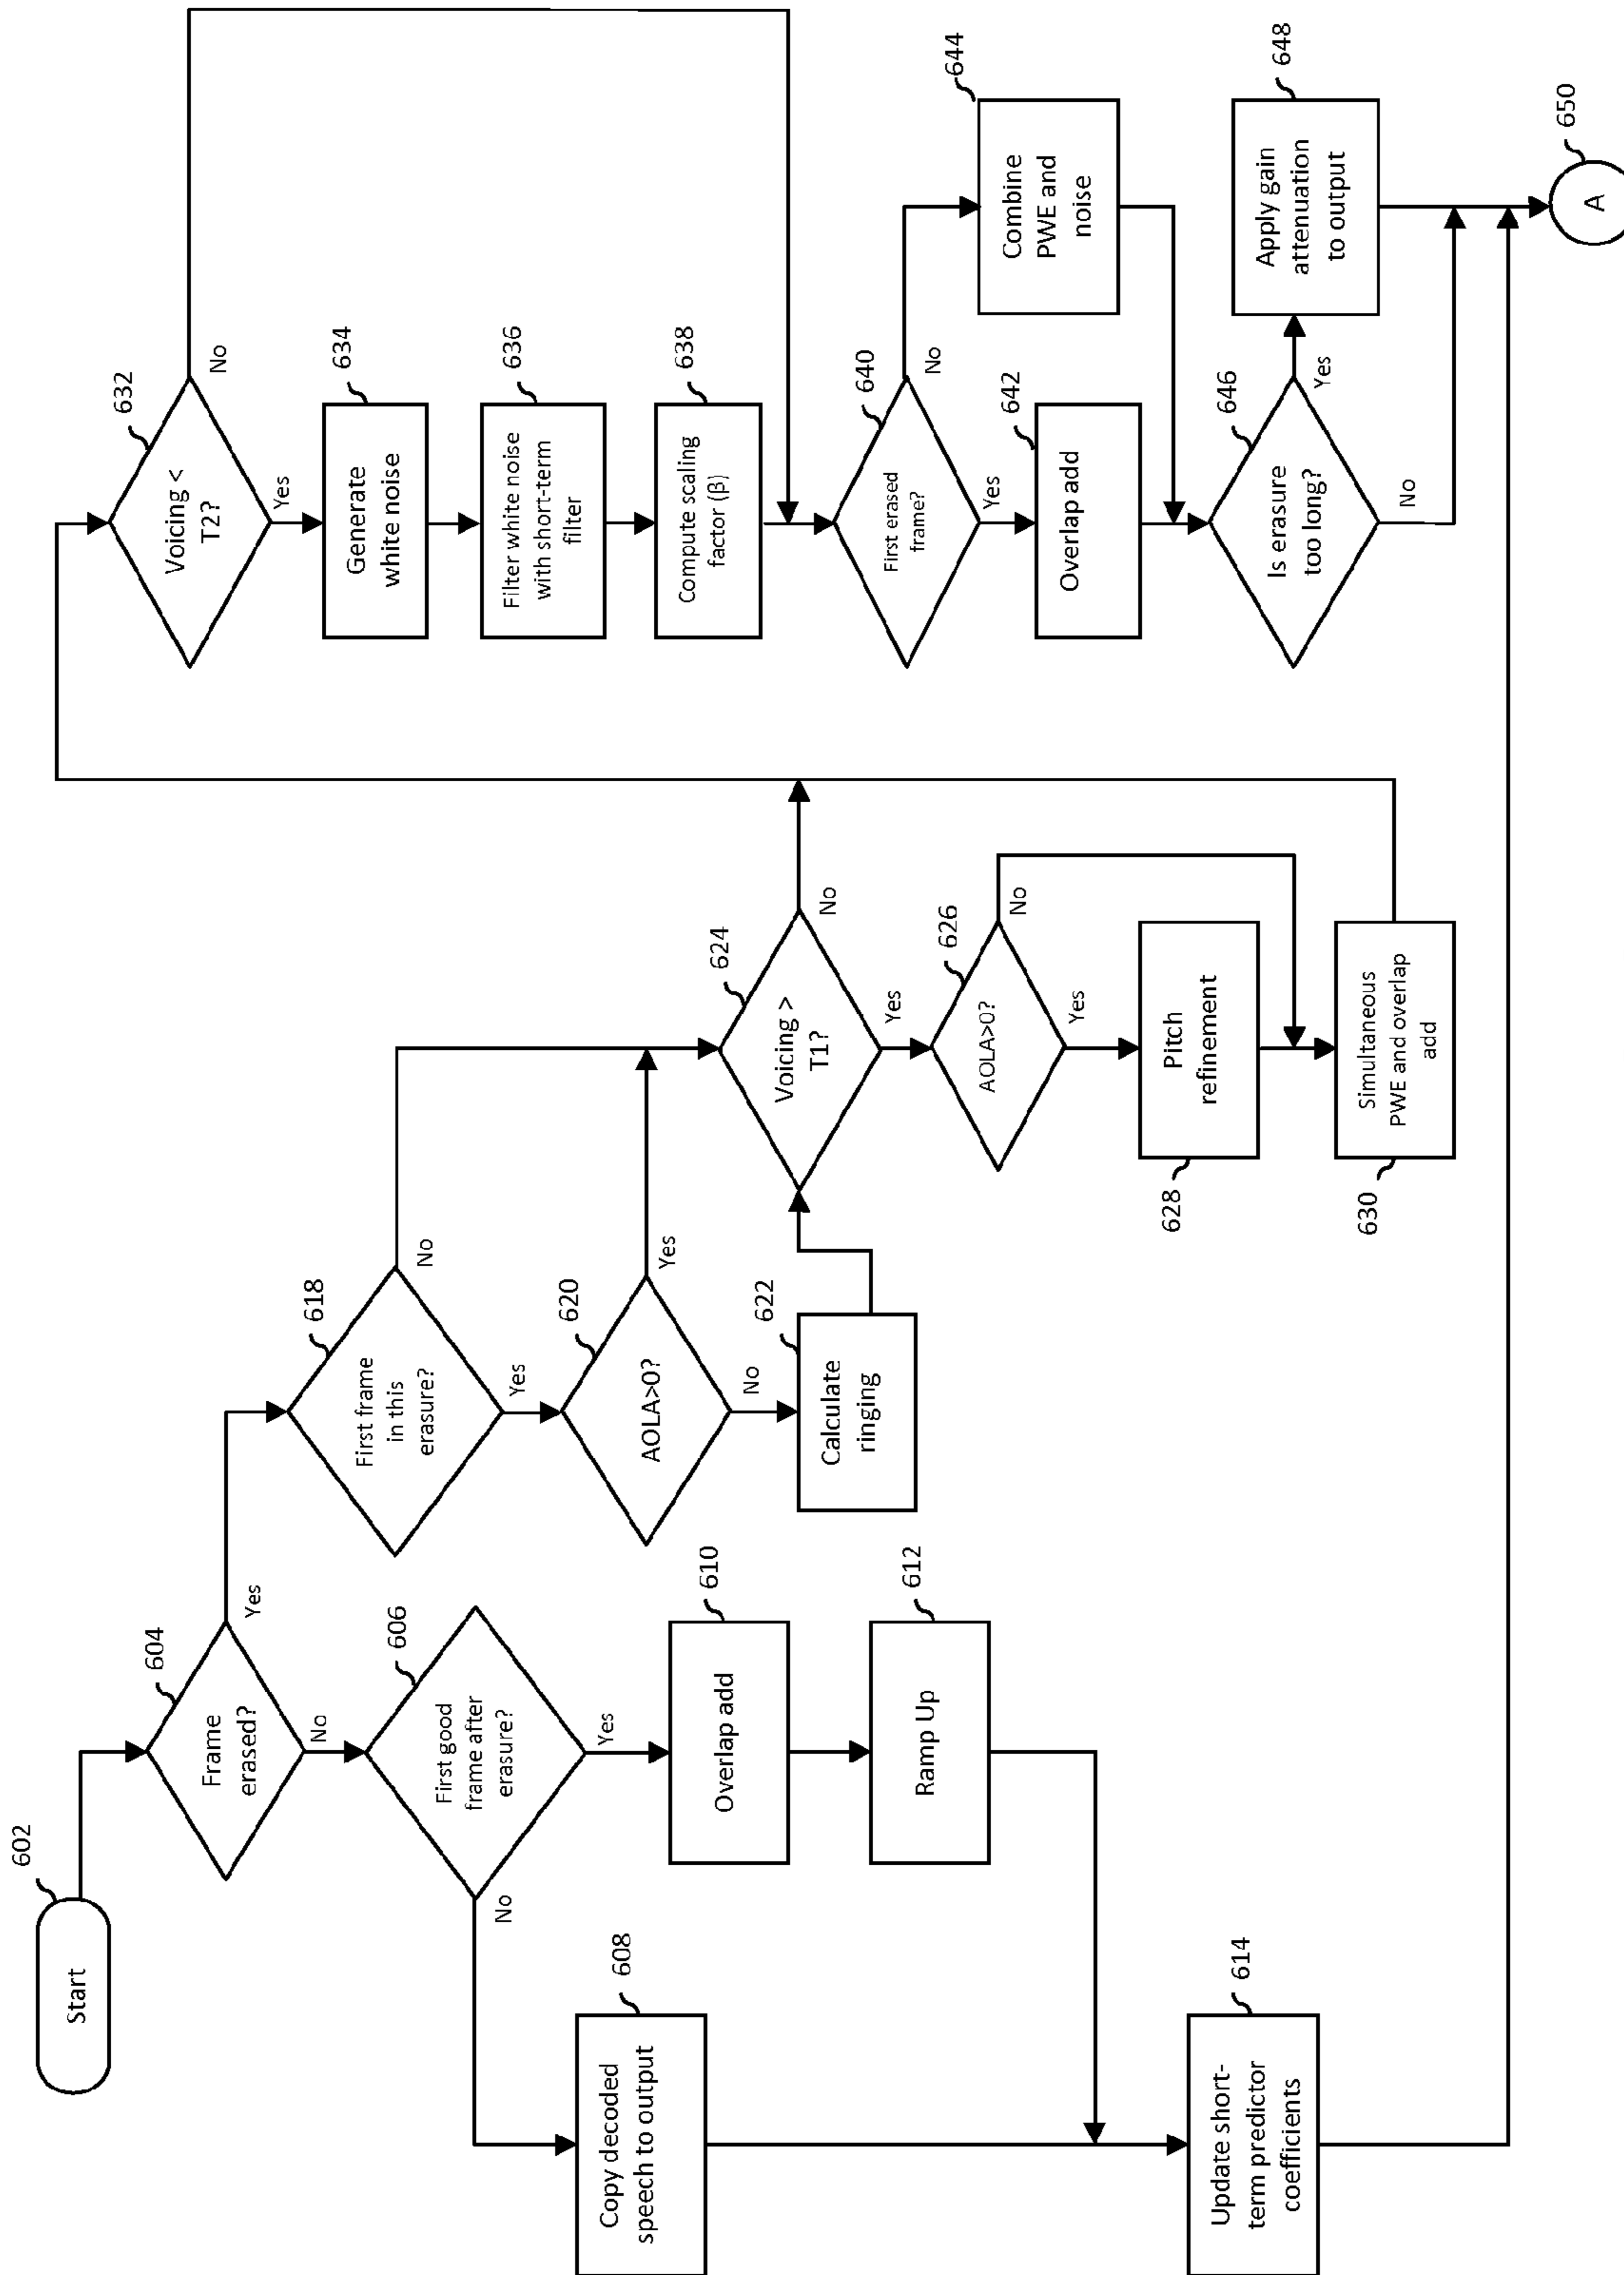 602
Start
604
Frame
erased?
Yes
No
606
First good
frame after
erasure?
No
Yes
608
Copy decoded
speech to output
610
Overlap add
612
Ramp Up
614
Update short-
term predictor
coefficients
618
First frame
in this
erasure?
No
Yes
620
AOLA>0?
Yes
No
622
Calculate
ringing
624
Voicing >
T1?
No
Yes
626
AOLA>0?
No
Yes
628
Pitch
refinement
630
Simultaneous
PWE and overlap
add
632
Voicing <
T2?
No
Yes
634
Generate
white noise
636
Filter white noise
with short-term
filter
638
Compute scaling
factor (β)
640
First erased
frame?
No
Yes
642
Overlap add
644
Combine
PWE and
noise
646
Is erasure
too long?
Yes
No
648
Apply gain
attenuation
to output
650
A